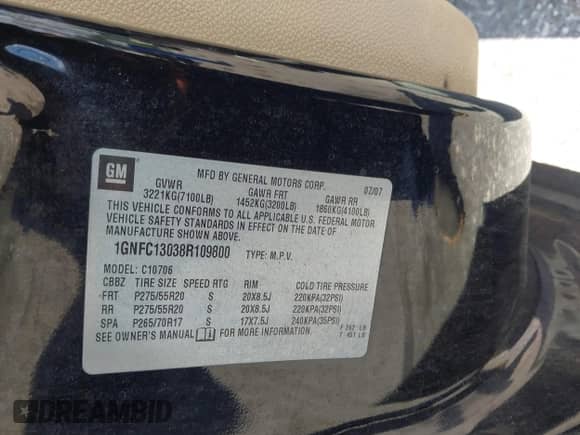 GM
MFD BY GENERAL MOTORS CORP. 07/07
GVWR GAWR FRT GAWR RR
3221KG(7100LB) 1452KG(3200LB) 1860KG(4100LB)
THIS VEHICLE CONFORMS TO ALL APPLICABLE U.S. FEDERAL MOTOR
VEHICLE SAFETY STANDARDS IN EFFECT ON THE DATE OF
MANUFACTURE SHOWN ABOVE.
1GNFC13038R109800 TYPE: M.P.V.
MODEL: C10706
CBBZ TIRE SIZE SPEED RTG RIM COLD TIRE PRESSURE
FRT P275/55R20 S 20X8.5J 220KPA(32PSI)
RR P275/55R20 S 20X8.5J 220KPA(32PSI)
SPA P265/70R17 S 17X7.5J 240KPA(35PSI)
SEE OWNER'S MANUAL FOR MORE INFORMATION.
DREAMBID